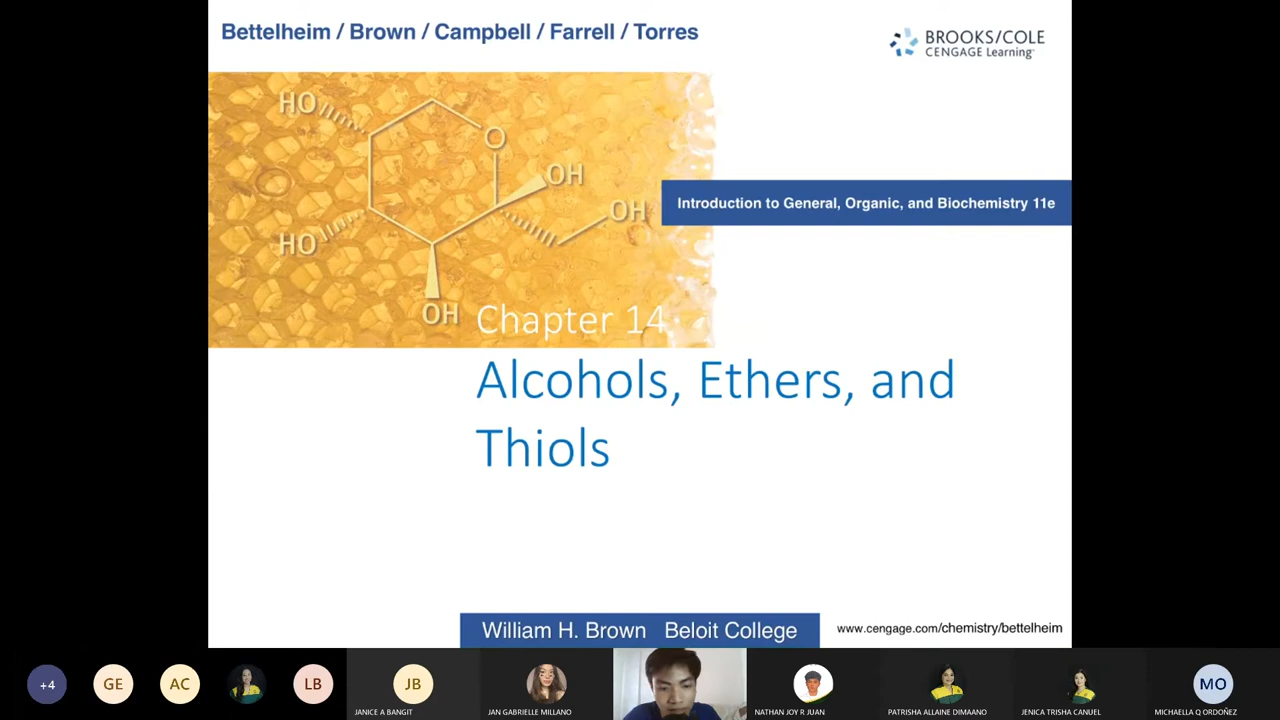 Bettelheim / Brown / Campbell / Farrell / Torres
BROOKS/COLE
CENGAGE Learning™
HO
O
OH
OH
HO
OH
Introduction to General, Organic, and Biochemistry 11e
Chapter 14
Alcohols, Ethers, and
Thiols
William H. Brown Beloit College
www.cengage.com/chemistry/bettelheim
+4
GE
AC
LB
JB
MO
JANICE A BANGIT
JAN GABRIELLE MILLANO
NATHAN JOY R JUAN
PATRISHA ALLAINE DIMAANO
JENICA TRISHA CANUEL
MICHAELLA Q ORDOÑEZ